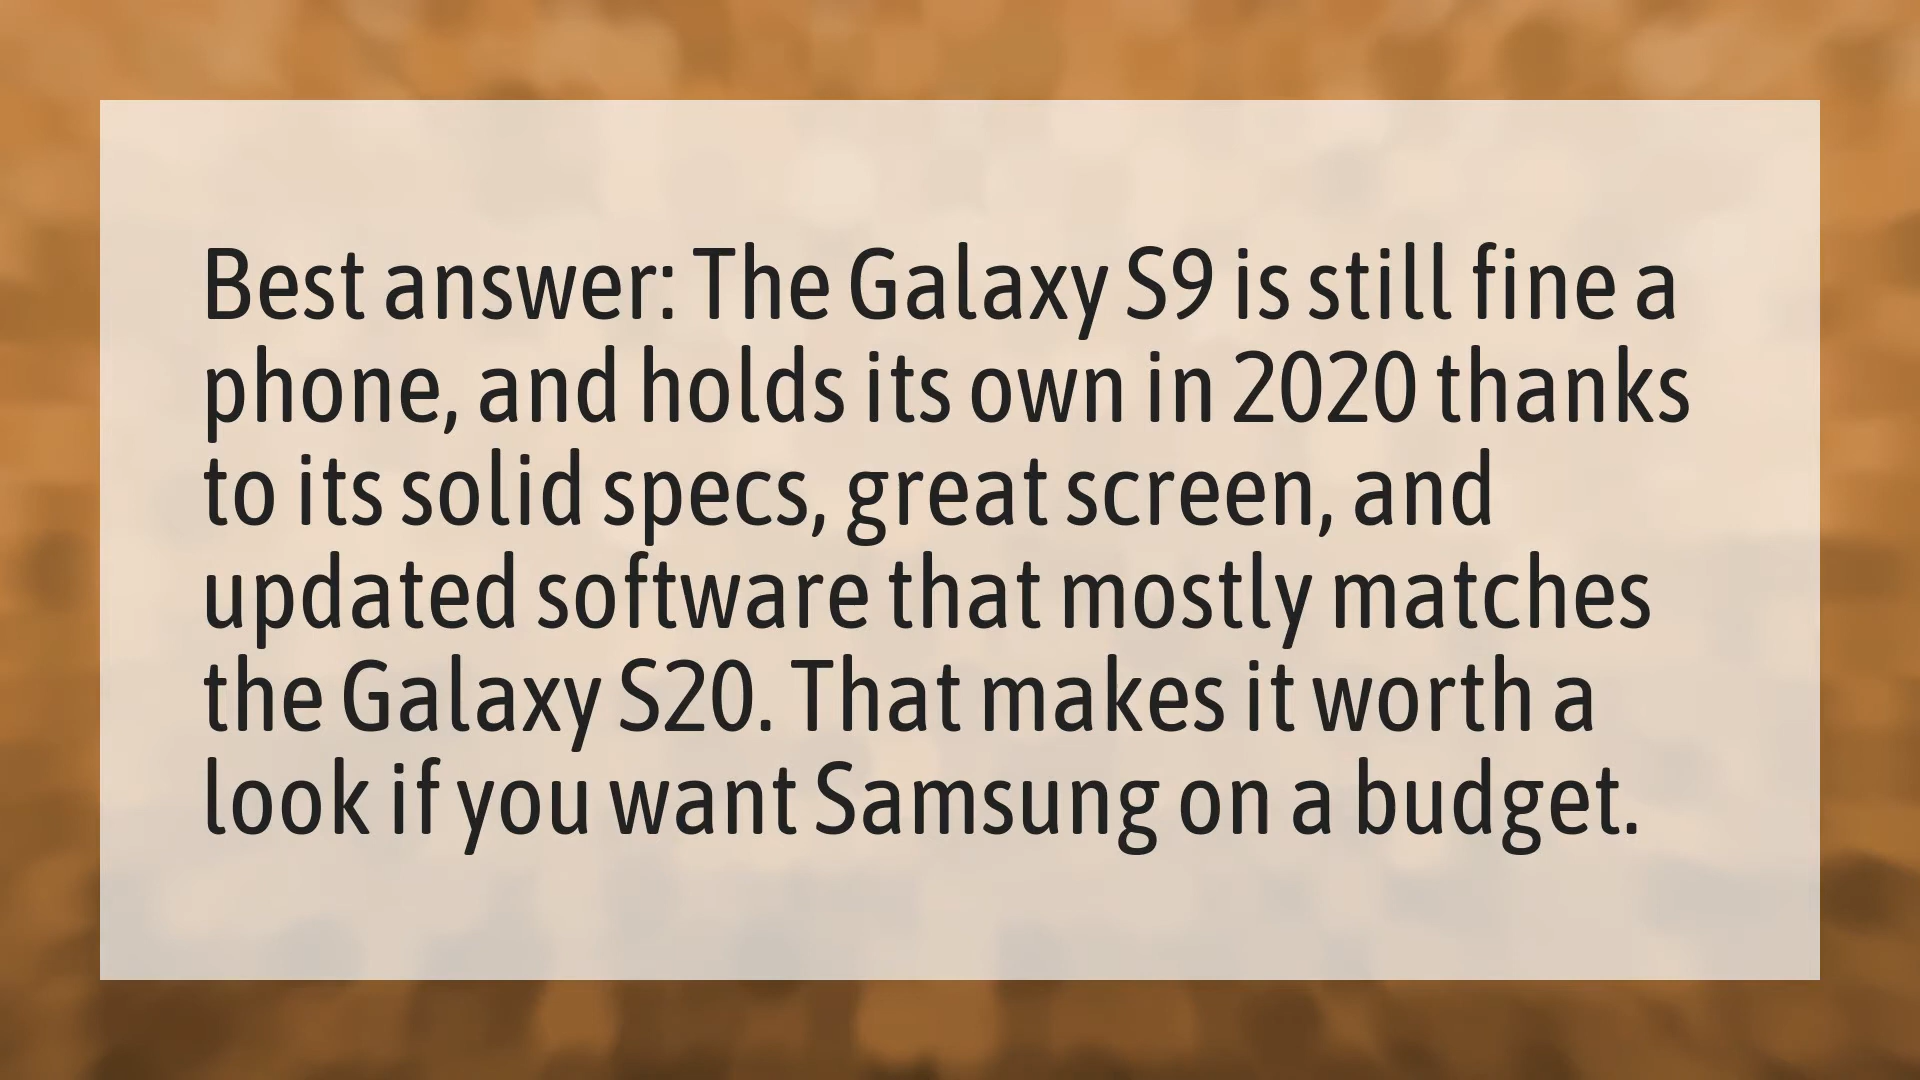 Best answer: The Galaxy S9 is still fine a
phone, and holds its own in 2020 thanks
to its solid specs, great screen, and
updated software that mostly matches
the Galaxy S20. That makes it worth a
look if you want Samsung on a budget.